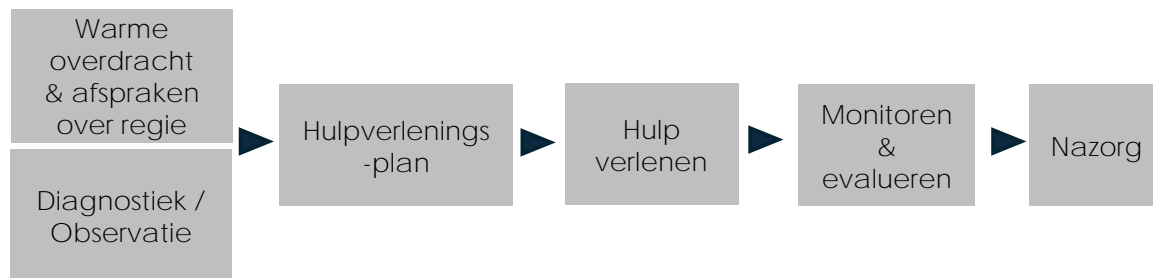 Warme
overdracht
& afspraken
over regie
Diagnostiek /
Observatie
Hulpverlenings
-plan
Hulp
verlenen
Monitoren
&
evalueren
Nazorg